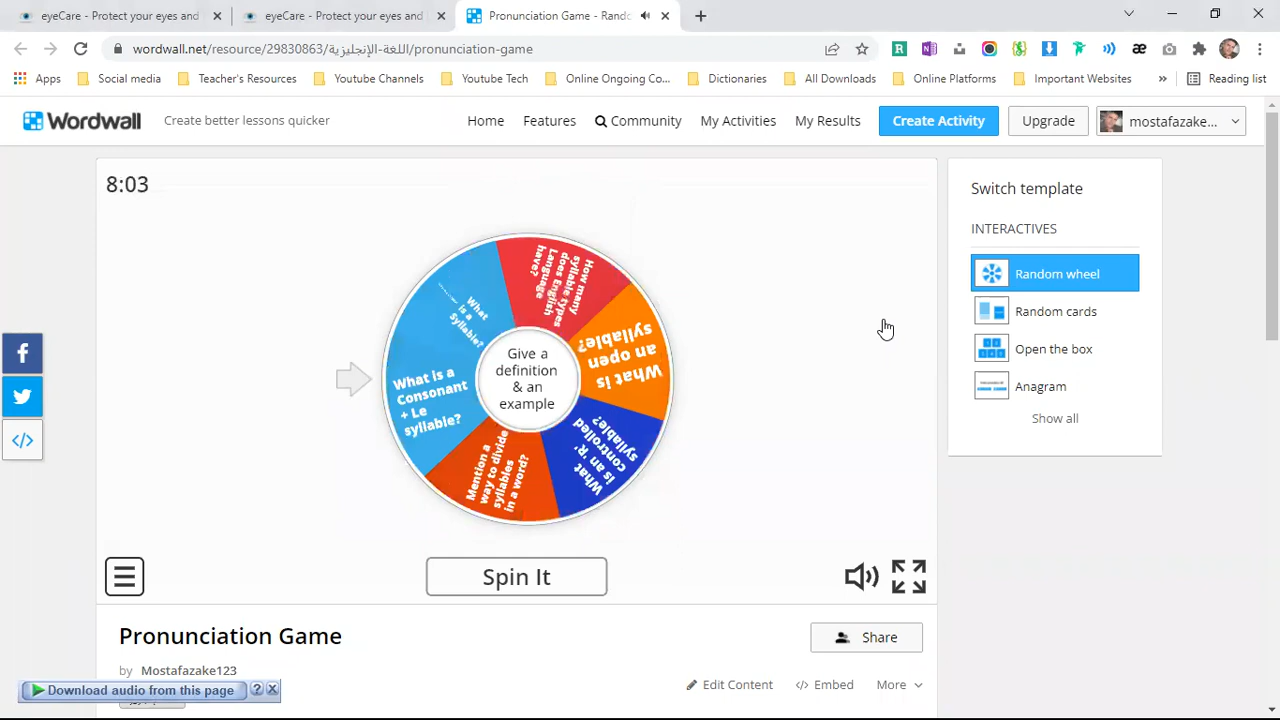 eyeCare - Protect your eyes and
eyeCare - Protect your eyes and
Pronunciation Game - Rando
wordwall.net/resource/29830863/اللغة-الإنجليزية/pronunciation-game
Apps
Social media
Teacher's Resources
Youtube Channels
Youtube Tech
Online Ongoing Co...
Dictionaries
All Downloads
Online Platforms
Important Websites
»
Reading list
Wordwall
Create better lessons quicker
Home
Features
Community
My Activities
My Results
Create Activity
Upgrade
mostafazake...
8:03
How many
syllable types
does English
Language
have?
What
is a
Syllable?
What is
an open
syllable?
Give a
definition
& an
example
What is a
Consonant
+ Le
syllable?
What
is an 'R'
controlled
syllable?
Mention a
way to divide
syllables
in a word?
Spin It
Switch template
INTERACTIVES
Random wheel
Random cards
Open the box
Anagram
Show all
Pronunciation Game
Share
by Mostafazake123
Edit Content
Embed
More
Download audio from this page
? X